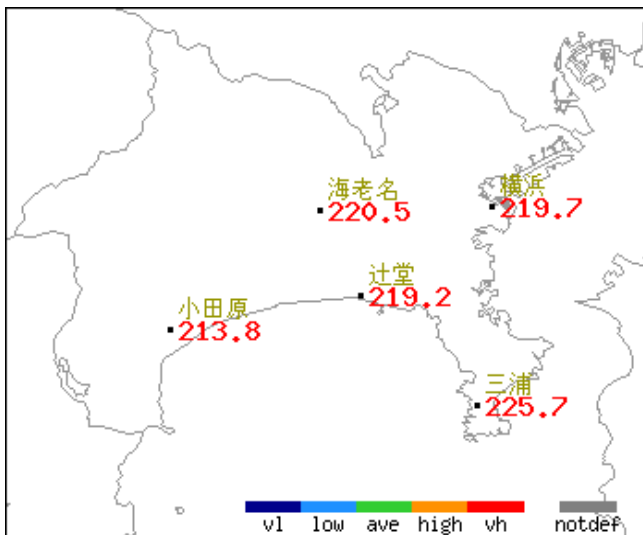 海老名
220.5
横浜
219.7
辻堂
219.2
小田原
213.8
三浦
225.7
vl low ave high vh notdef